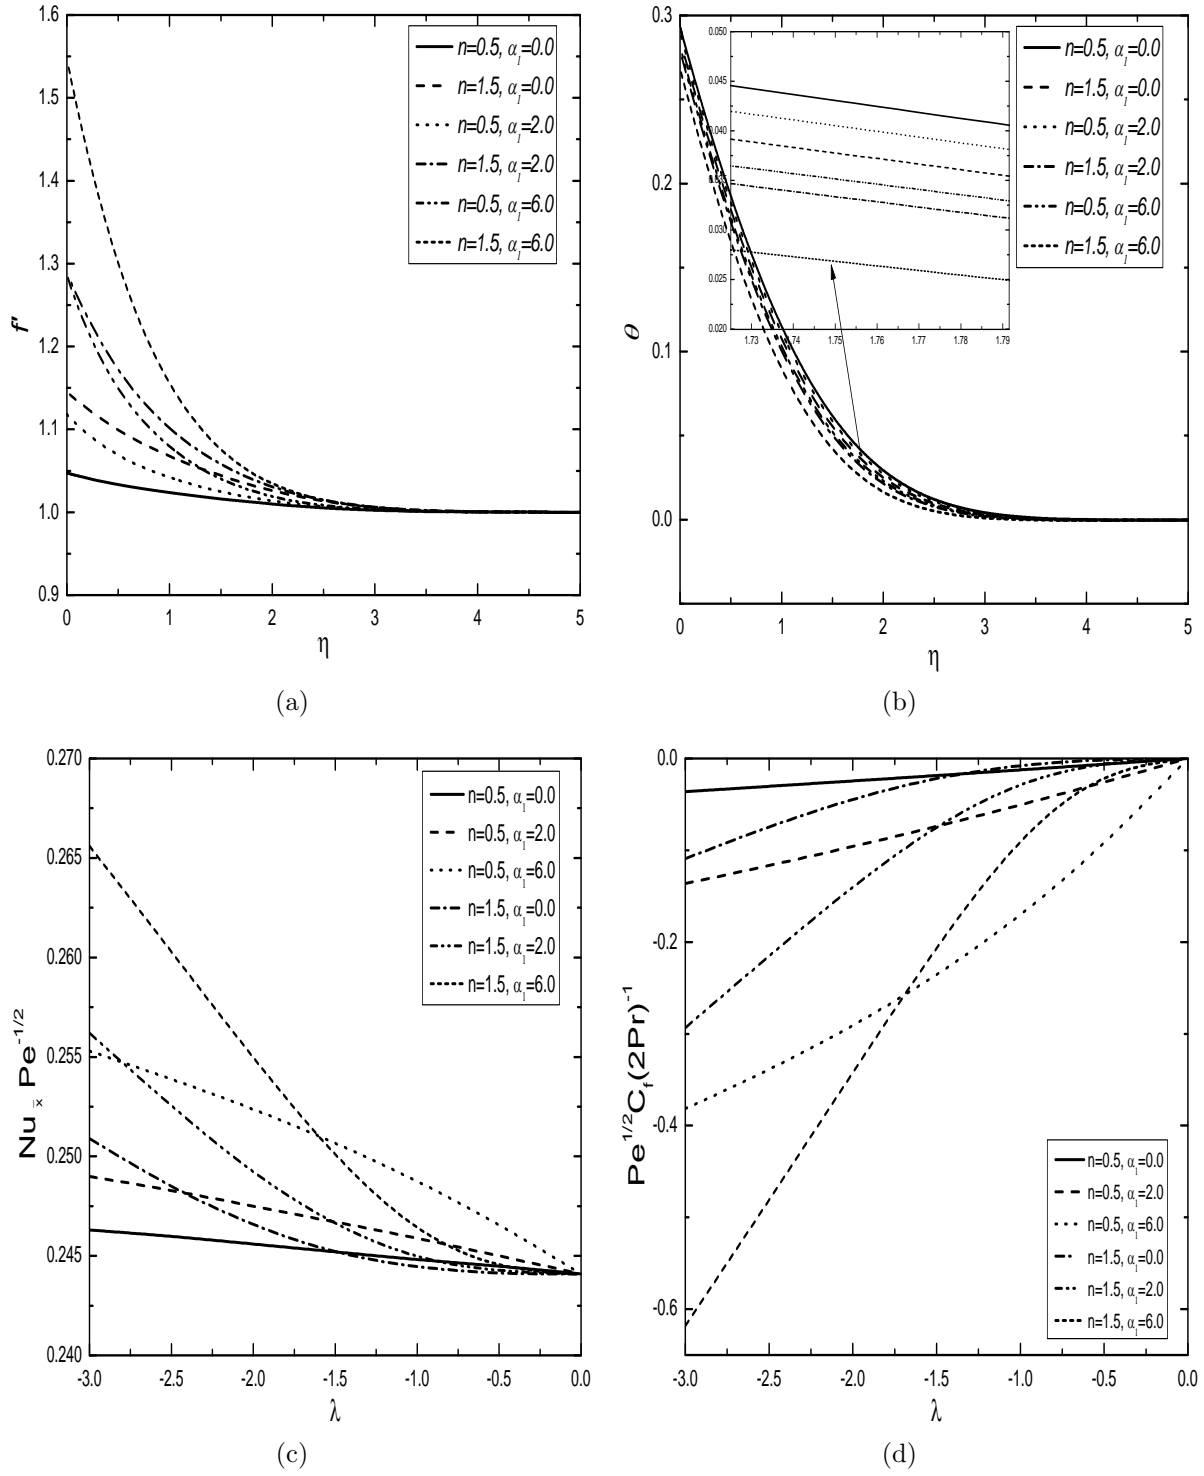 1.6
1.5
1.4
1.3
1.2
1.1
1.0
0.9
f'
0 1 2 3 4 5
η
n=0.5, α₁=0.0
n=1.5, α₁=0.0
n=0.5, α₁=2.0
n=1.5, α₁=2.0
n=0.5, α₁=6.0
n=1.5, α₁=6.0
(a)
0.3
0.2
0.1
0.0
θ
0 1 2 3 4 5
η
0.050
0.045
0.040
0.035
0.030
0.025
0.020
1.73 1.74 1.75 1.76 1.77 1.78 1.79
n=0.5, α₁=0.0
n=1.5, α₁=0.0
n=0.5, α₁=2.0
n=1.5, α₁=2.0
n=0.5, α₁=6.0
n=1.5, α₁=6.0
(b)
0.270
0.265
0.260
0.255
0.250
0.245
0.240
Nu_x̄ Pe^-1/2
-3.0 -2.5 -2.0 -1.5 -1.0 -0.5 0.0
λ
n=0.5, α₁=0.0
n=0.5, α₁=2.0
n=0.5, α₁=6.0
n=1.5, α₁=0.0
n=1.5, α₁=2.0
n=1.5, α₁=6.0
(c)
0.0
-0.2
-0.4
-0.6
Pe^1/2 C_f(2Pr)^-1
-3.0 -2.5 -2.0 -1.5 -1.0 -0.5 0.0
λ
n=0.5, α₁=0.0
n=0.5, α₁=2.0
n=0.5, α₁=6.0
n=1.5, α₁=0.0
n=1.5, α₁=2.0
n=1.5, α₁=6.0
(d)